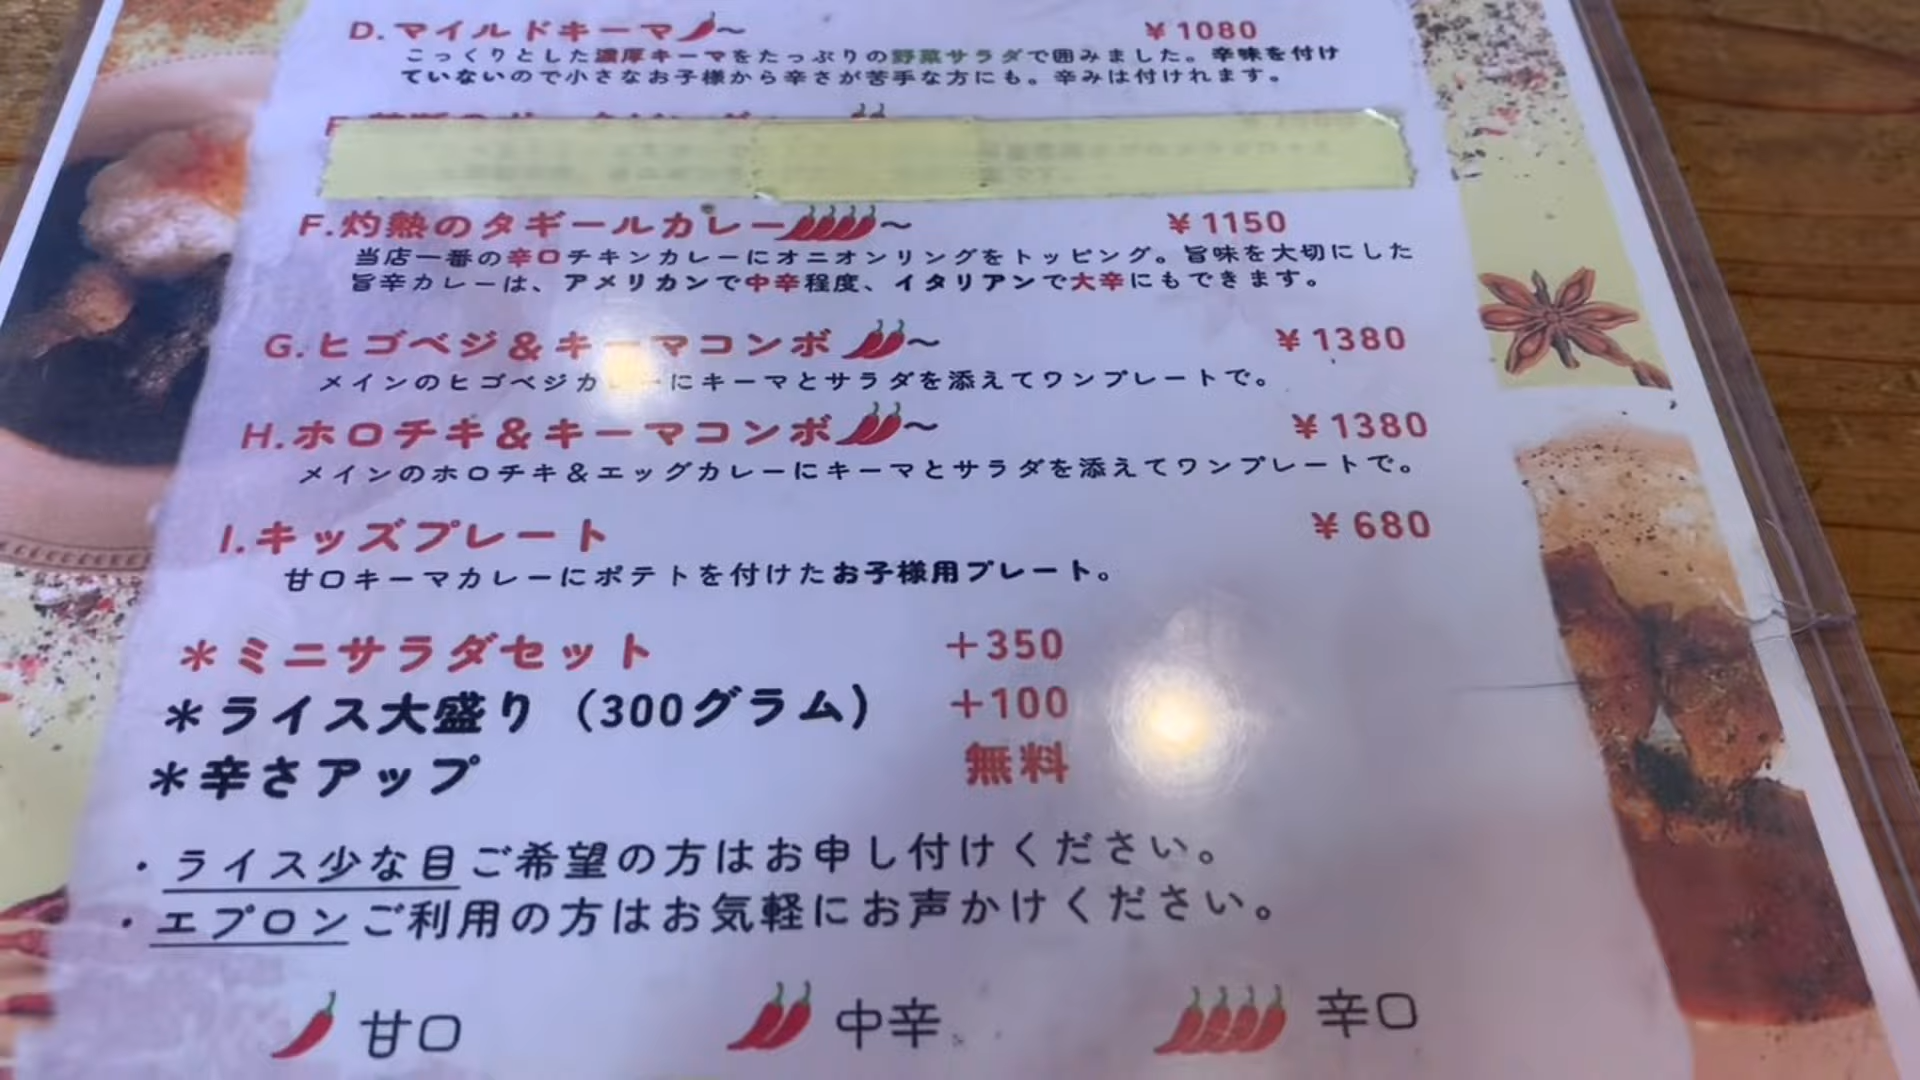 D.マイルドキーマ～ ¥1080
こっくりとした濃厚キーマをたっぷりの野菜サラダで囲みました。辛味を付け
ていないので小さなお子様から辛さが苦手な方にも。辛みは付けれます。
F.灼熱のタギールカレー～ ¥1150
当店一番の辛口チキンカレーにオニオンリングをトッピング。旨味を大切にした
旨辛カレーは、アメリカンで中辛程度、イタリアンで大辛にもできます。
G.ヒゴベジ&キーマコンボ～ ¥1380
メインのヒゴベジカレーにキーマとサラダを添えてワンプレートで。
H.ホロチキ&キーマコンボ～ ¥1380
メインのホロチキ&エッグカレーにキーマとサラダを添えてワンプレートで。
I.キッズプレート ¥680
甘口キーマカレーにポテトを付けたお子様用プレート。
＊ミニサラダセット +350
＊ライス大盛り（300グラム） +100
＊辛さアップ 無料
・ライス少な目ご希望の方はお申し付けください。
・エプロンご利用の方はお気軽にお声かけください。
甘口 中辛 辛口